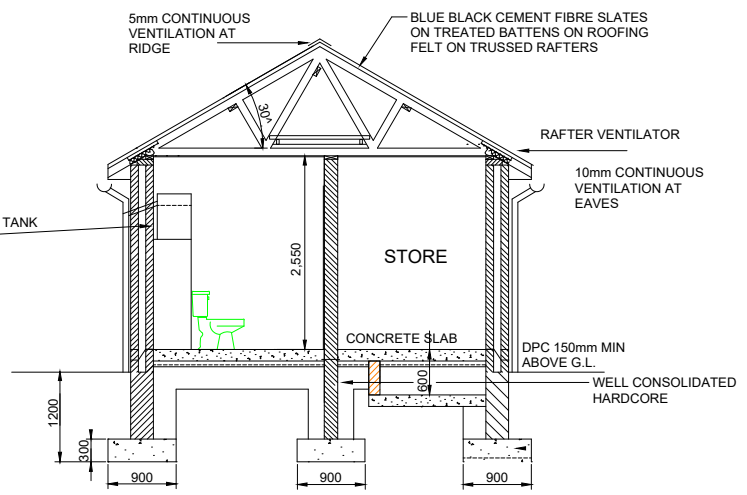 5mm CONTINUOUS
VENTILATION AT
RIDGE
BLUE BLACK CEMENT FIBRE SLATES
ON TREATED BATTENS ON ROOFING
FELT ON TRUSSED RAFTERS
30^
RAFTER VENTILATOR
10mm CONTINUOUS
VENTILATION AT
EAVES
TANK
2,550
STORE
CONCRETE SLAB
DPC 150mm MIN
ABOVE G.L.
600
WELL CONSOLIDATED
HARDCORE
1200
300
900
900
900